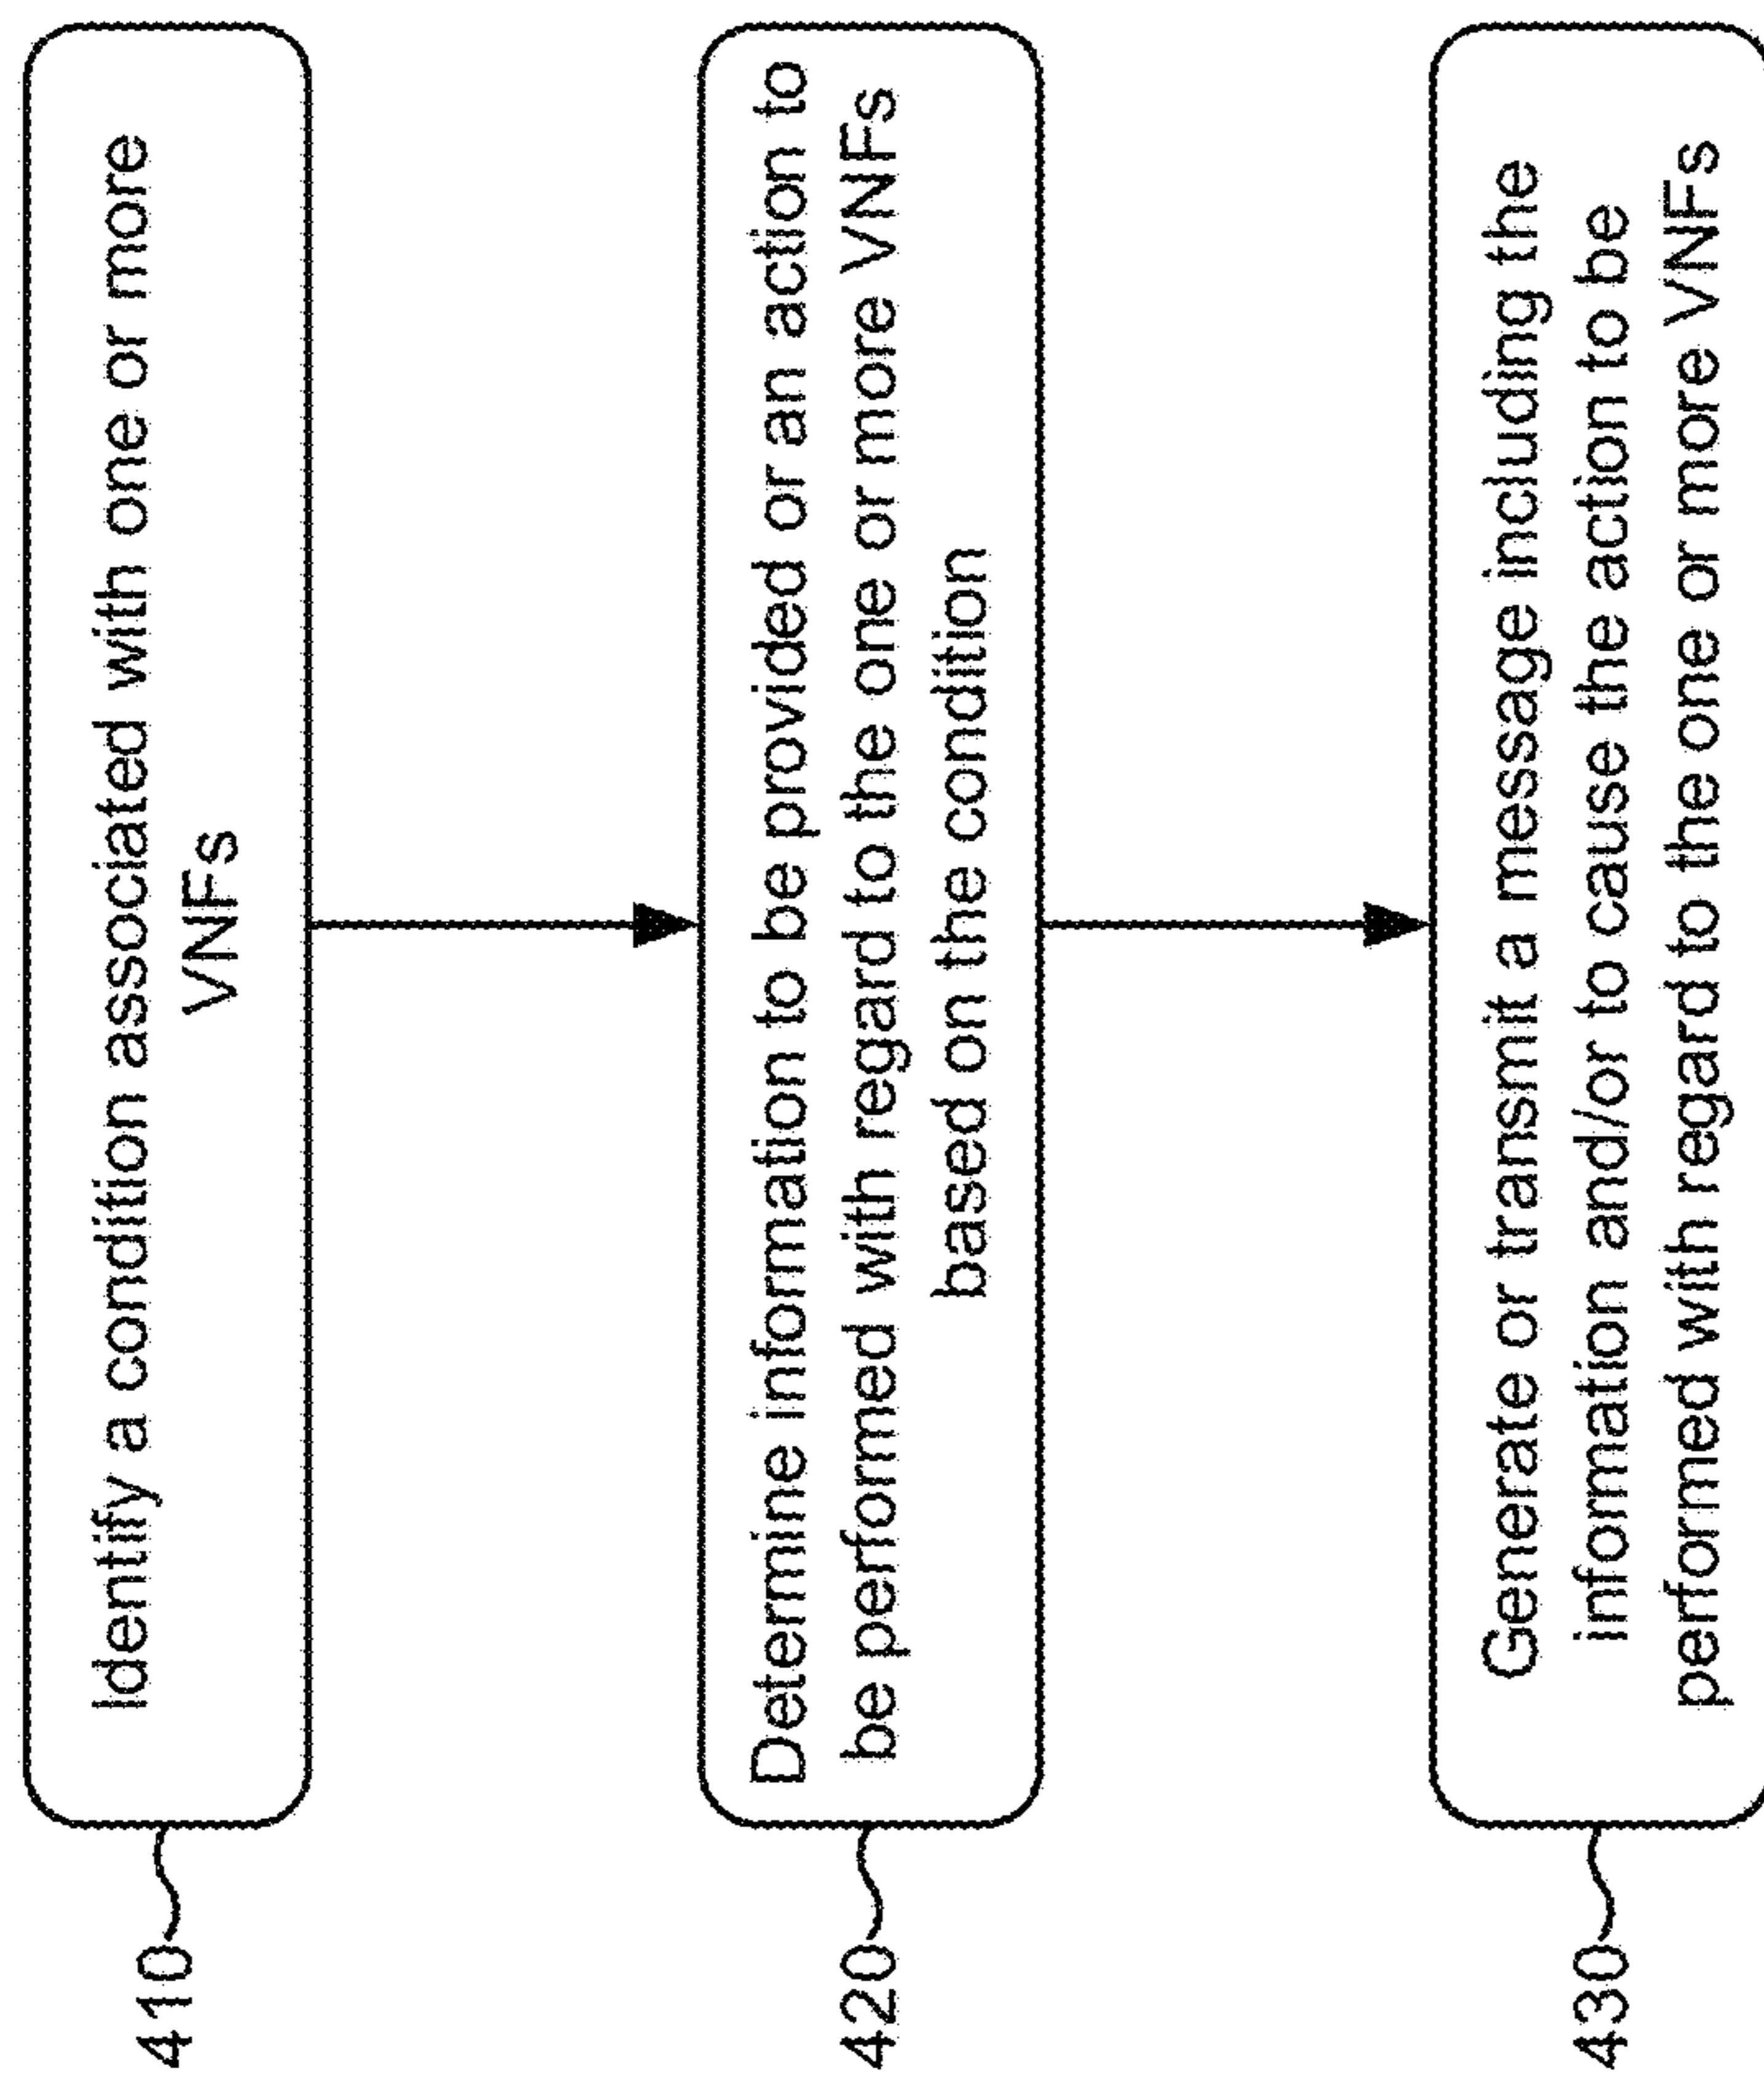 410
Identify a condition associated with one or more
VNFs
420
Determine information to be provided or an action to
be performed with regard to the one or more VNFs
based on the condition
430
Generate or transmit a message including the
information and/or to cause the action to be
performed with regard to the one or more VNFs